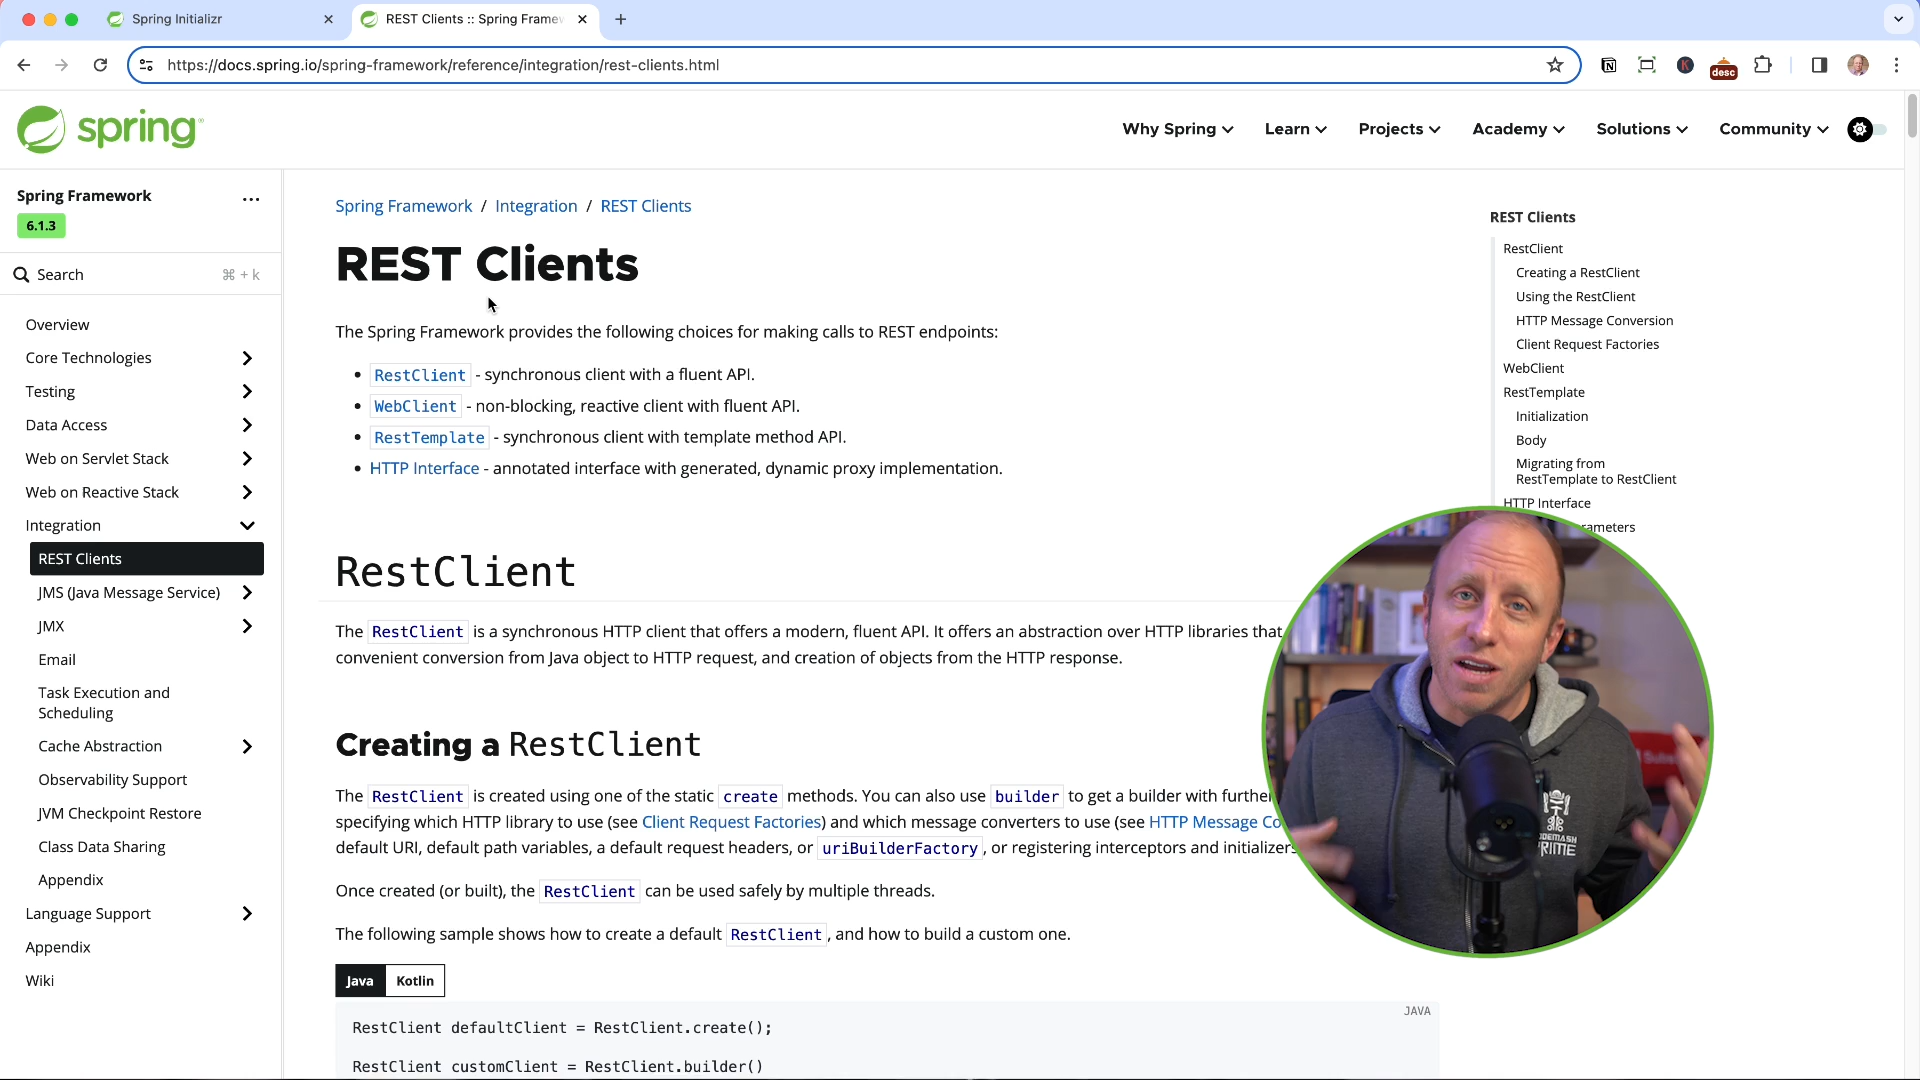 Spring Initializr
REST Clients :: Spring Framew
https://docs.spring.io/spring-framework/reference/integration/rest-clients.html
desc
spring
Why Spring
Learn
Projects
Academy
Solutions
Community
Spring Framework
6.1.3
Search
⌘ + k
Overview
Core Technologies
Testing
Data Access
Web on Servlet Stack
Web on Reactive Stack
Integration
REST Clients
JMS (Java Message Service)
JMX
Email
Task Execution and
Scheduling
Cache Abstraction
Observability Support
JVM Checkpoint Restore
Class Data Sharing
Appendix
Language Support
Appendix
Wiki
Spring Framework / Integration / REST Clients
REST Clients
The Spring Framework provides the following choices for making calls to REST endpoints:
• RestClient - synchronous client with a fluent API.
• WebClient - non-blocking, reactive client with fluent API.
• RestTemplate - synchronous client with template method API.
• HTTP Interface - annotated interface with generated, dynamic proxy implementation.
RestClient
The RestClient is a synchronous HTTP client that offers a modern, fluent API. It offers an abstraction over HTTP libraries that
convenient conversion from Java object to HTTP request, and creation of objects from the HTTP response.
Creating a RestClient
The RestClient is created using one of the static create methods. You can also use builder to get a builder with further
specifying which HTTP library to use (see Client Request Factories) and which message converters to use (see HTTP Message Co
default URI, default path variables, a default request headers, or uriBuilderFactory, or registering interceptors and initializers
Once created (or built), the RestClient can be used safely by multiple threads.
The following sample shows how to create a default RestClient, and how to build a custom one.
Java
Kotlin
JAVA
RestClient defaultClient = RestClient.create();
RestClient customClient = RestClient.builder()
REST Clients
RestClient
Creating a RestClient
Using the RestClient
HTTP Message Conversion
Client Request Factories
WebClient
RestTemplate
Initialization
Body
Migrating from
RestTemplate to RestClient
HTTP Interface
rameters
ODEMASH
PRIME